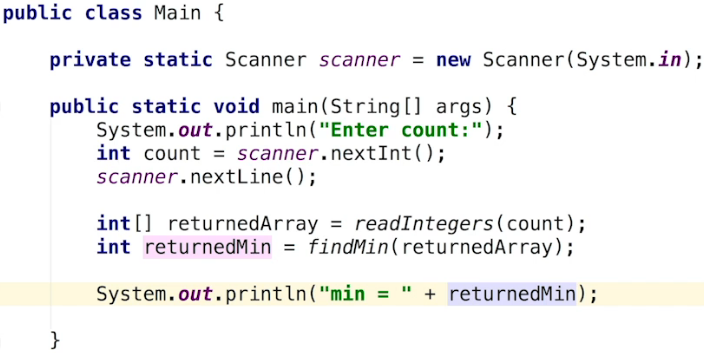 public class Main {
    private static Scanner scanner = new Scanner(System.in);
    public static void main(String[] args) {
        System.out.println("Enter count:");
        int count = scanner.nextInt();
        scanner.nextLine();
        int[] returnedArray = readIntegers(count);
        int returnedMin = findMin(returnedArray);
        System.out.println("min = " + returnedMin);
    }